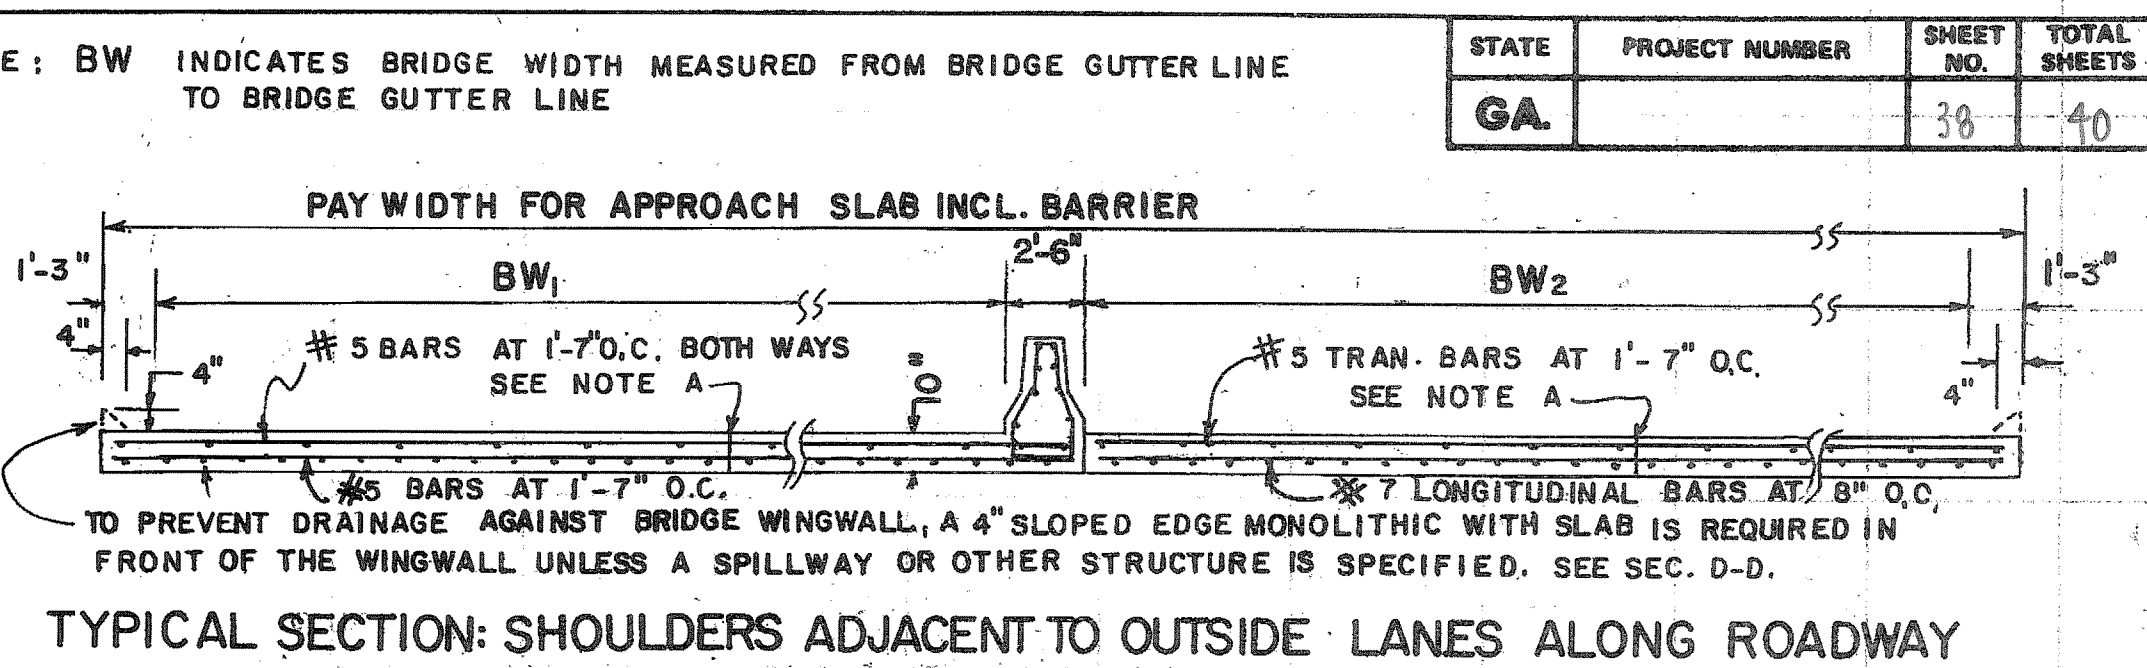 E: BW INDICATES BRIDGE WIDTH MEASURED FROM BRIDGE GUTTER LINE
TO BRIDGE GUTTER LINE
STATE
PROJECT NUMBER
SHEET NO.
TOTAL SHEETS
GA.
38
40
PAY WIDTH FOR APPROACH SLAB INCL. BARRIER
1'-3"
BW1
2'-6"
BW2
1'-3"
4"
4"
# 5 BARS AT 1'-7" O.C. BOTH WAYS
SEE NOTE A
10"
# 5 TRAN. BARS AT 1'-7" O.C.
SEE NOTE A
4"
#5 BARS AT 1'-7" O.C.
# 7 LONGITUDINAL BARS AT 8" O.C.
TO PREVENT DRAINAGE AGAINST BRIDGE WINGWALL, A 4" SLOPED EDGE MONOLITHIC WITH SLAB IS REQUIRED IN
FRONT OF THE WINGWALL UNLESS A SPILLWAY OR OTHER STRUCTURE IS SPECIFIED. SEE SEC. D-D.
TYPICAL SECTION: SHOULDERS ADJACENT TO OUTSIDE LANES ALONG ROADWAY